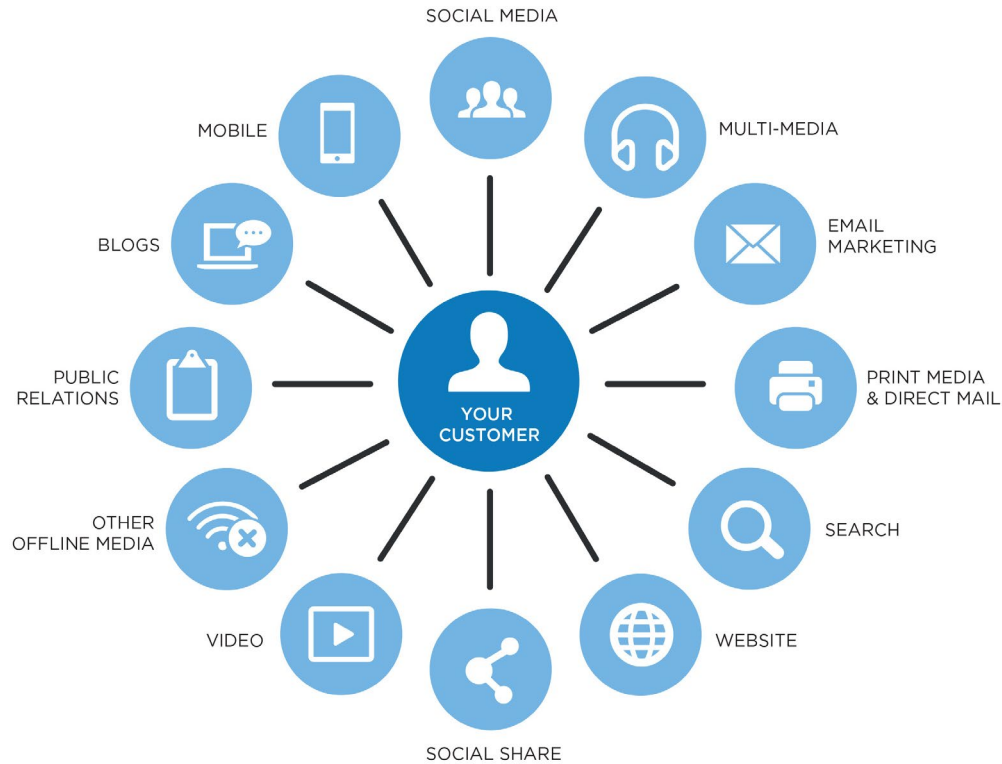 SOCIAL MEDIA
MULTI-MEDIA
EMAIL
MARKETING
PRINT MEDIA
& DIRECT MAIL
SEARCH
WEBSITE
SOCIAL SHARE
VIDEO
OTHER
OFFLINE MEDIA
PUBLIC
RELATIONS
BLOGS
MOBILE
YOUR
CUSTOMER